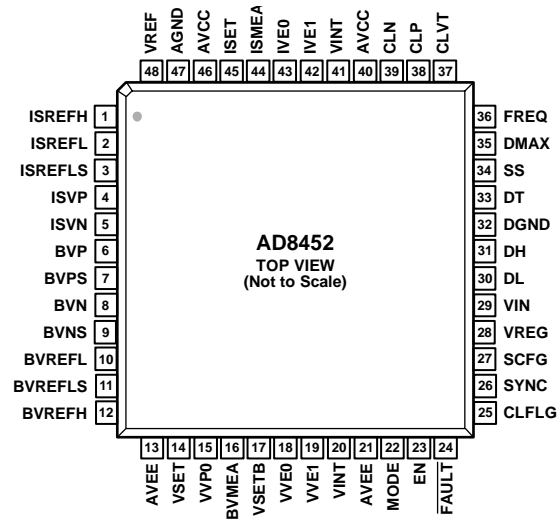 VREF
AGND
AVCC
ISET
ISMEA
IVE0
IVE1
VINT
AVCC
CLN
CLP
CLVT
48
47
46
45
44
43
42
41
40
39
38
37
ISREFH 1
ISREFL 2
ISREFLS 3
ISVP 4
ISVN 5
BVP 6
BVPS 7
BVN 8
BVNS 9
BVREFL 10
BVREFLS 11
BVREFH 12
AD8452
TOP VIEW
(Not to Scale)
36 FREQ
35 DMAX
34 SS
33 DT
32 DGND
31 DH
30 DL
29 VIN
28 VREG
27 SCFG
26 SYNC
25 CLFLG
13
14
15
16
17
18
19
20
21
22
23
24
AVEE
VSET
VVP0
BVMEA
VSETB
VVE0
VVE1
VINT
AVEE
MODE
EN
FAULT